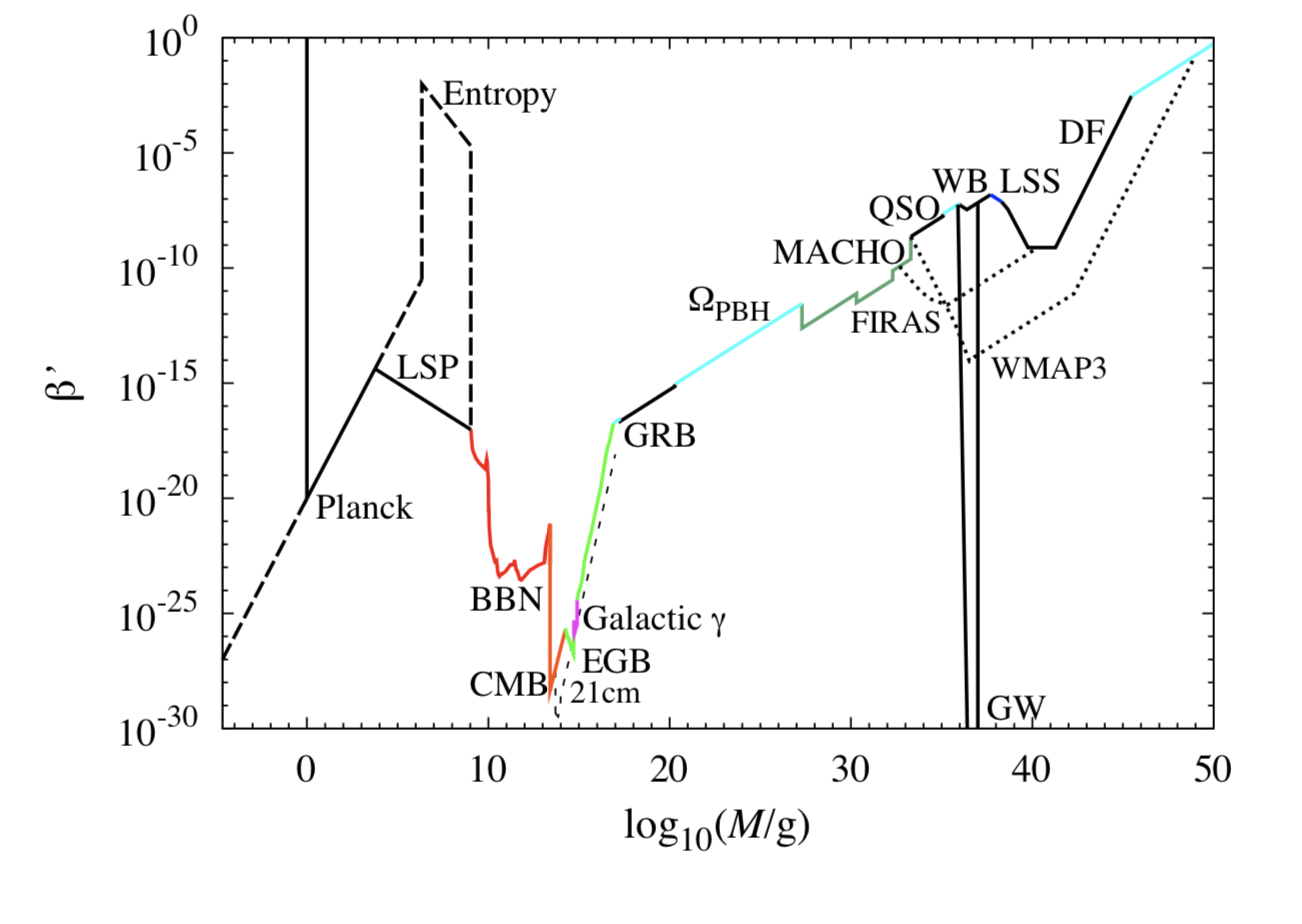 10^0
10^-5
10^-10
10^-15
10^-20
10^-25
10^-30
β’
Entropy
LSP
Planck
BBN
CMB
21cm
EGB
Galactic γ
GRB
Ω_PBH
MACHO
FIRAS
QSO
WB
LSS
DF
WMAP3
GW
0 10 20 30 40 50
log_10(M/g)